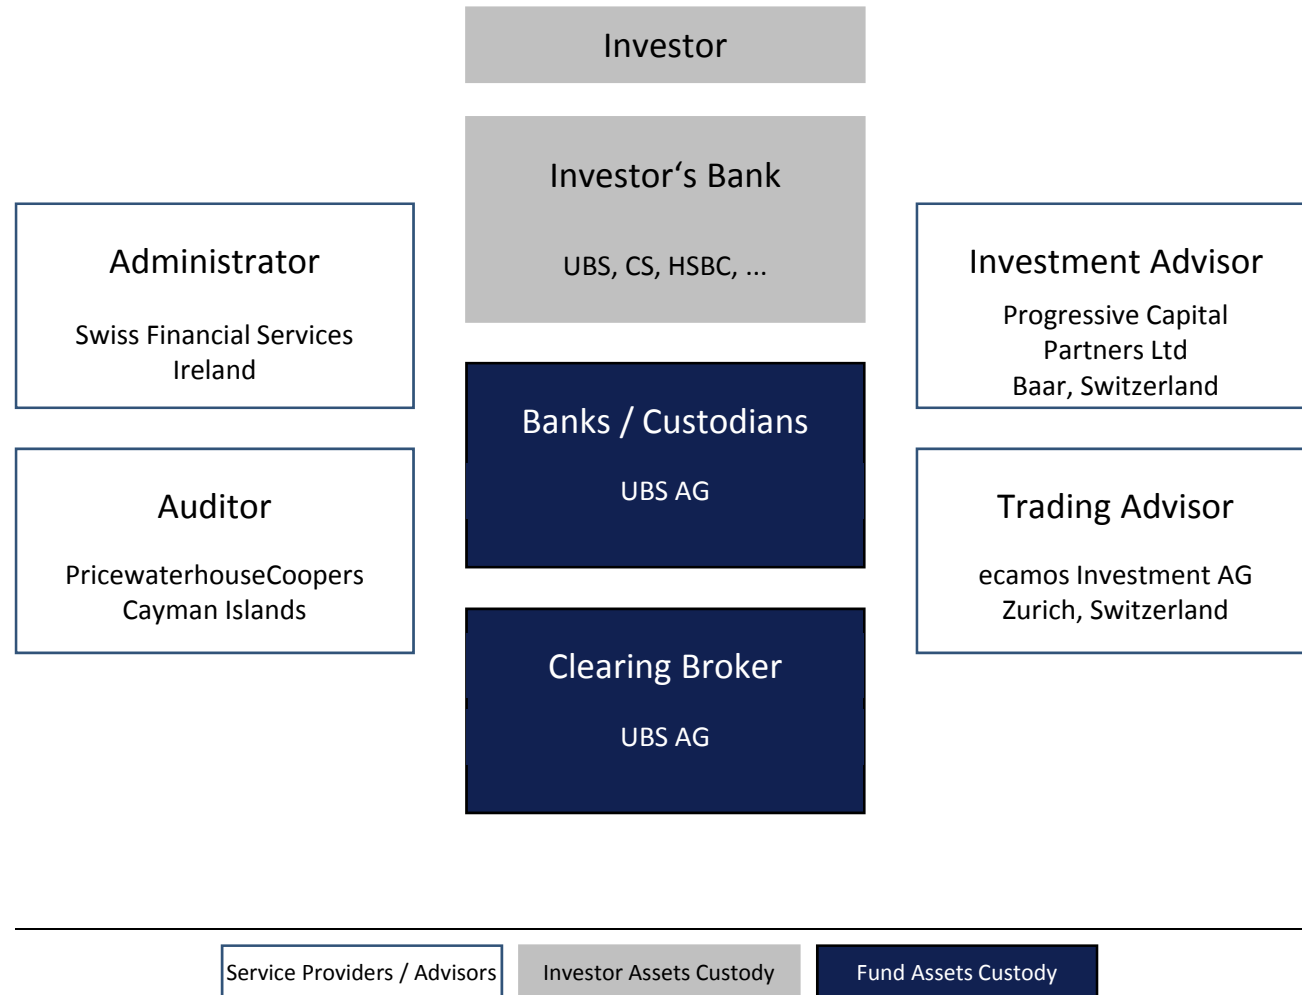 Investor
Investor‘s Bank
UBS, CS, HSBC, ...
Administrator
Swiss Financial Services
Ireland
Investment Advisor
Progressive Capital
Partners Ltd
Baar, Switzerland
Banks / Custodians
UBS AG
Auditor
PricewaterhouseCoopers
Cayman Islands
Trading Advisor
ecamos Investment AG
Zurich, Switzerland
Clearing Broker
UBS AG
Service Providers / Advisors
Investor Assets Custody
Fund Assets Custody